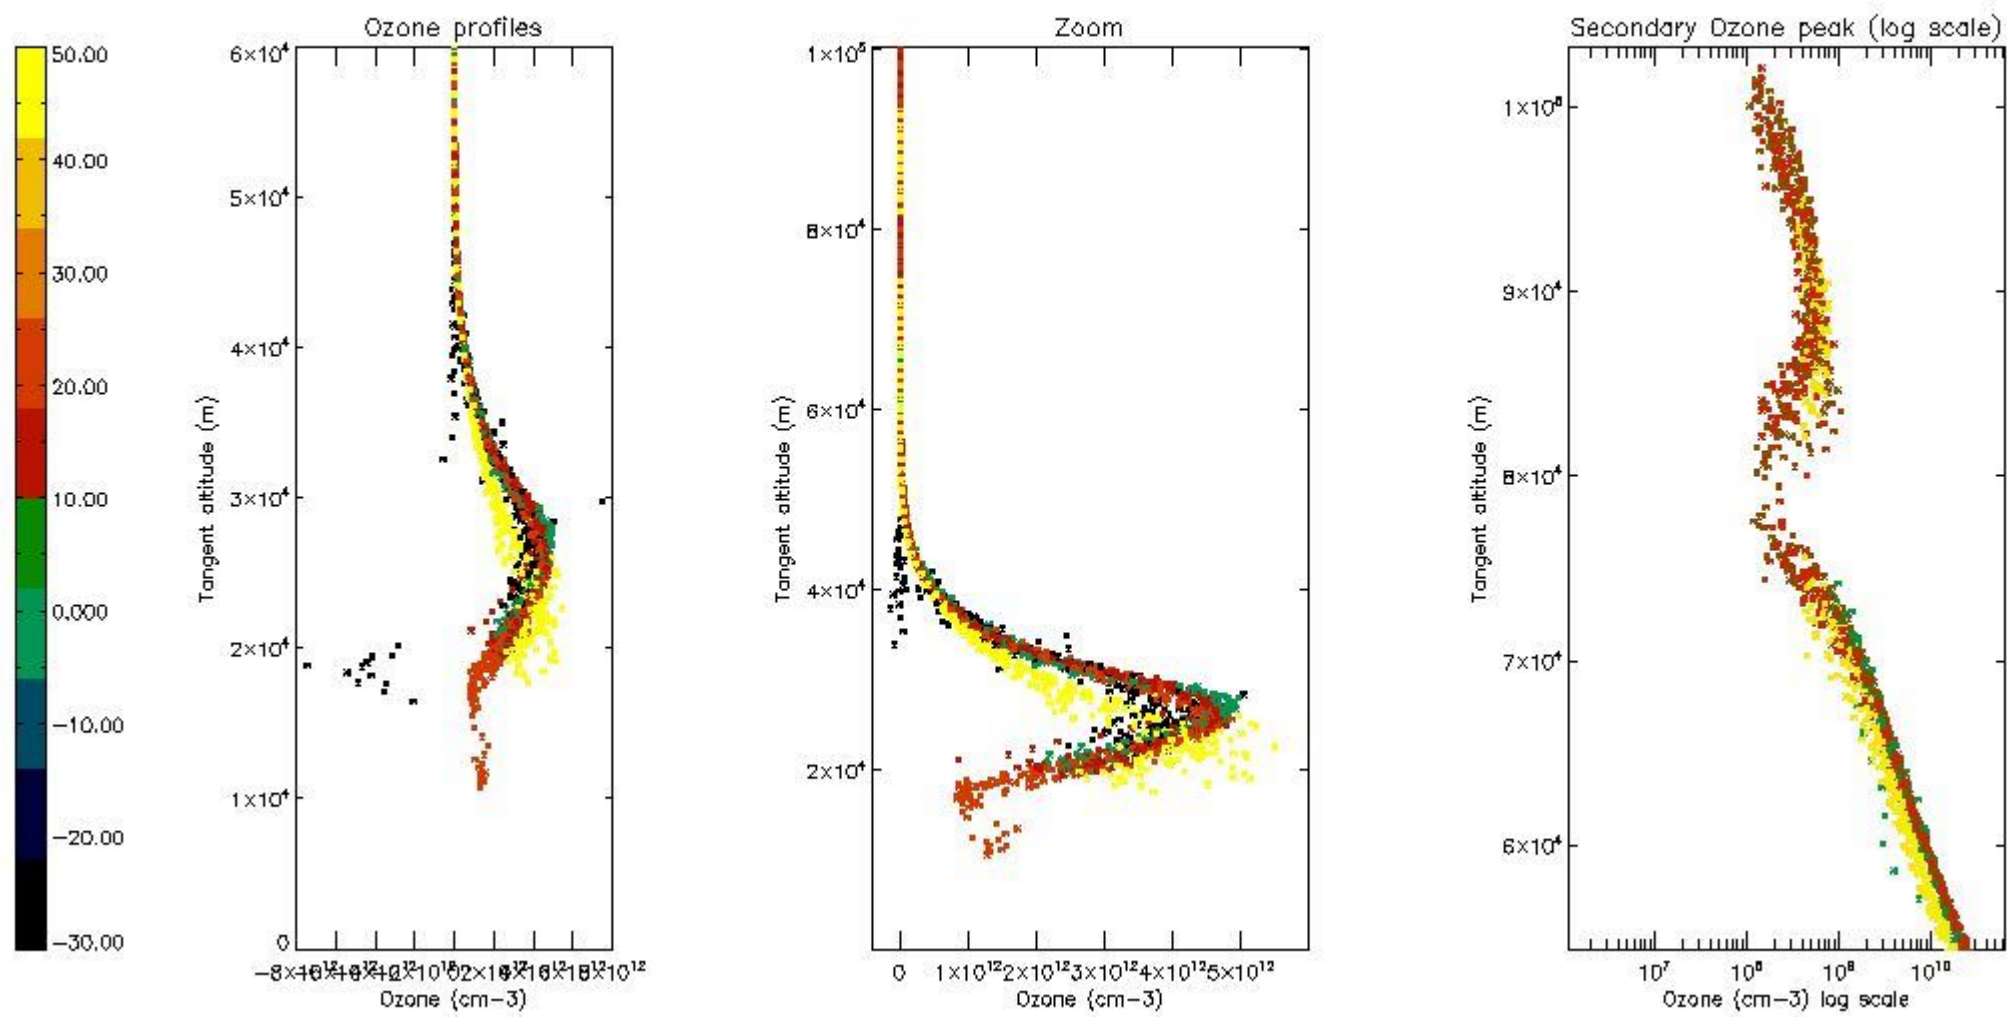 Ozone profiles
Zoom
Secondary Ozone peak (log scale)
50.00
40.00
30.00
20.00
10.00
0.000
−10.00
−20.00
−30.00
6×10⁴
5×10⁴
4×10⁴
3×10⁴
2×10⁴
1×10⁴
0
Tangent altitude (m)
Ozone (cm−3)
1×10⁵
8×10⁴
6×10⁴
4×10⁴
2×10⁴
Tangent altitude (m)
0 1×10¹² 2×10¹² 3×10¹² 4×10¹² 5×10¹²
Ozone (cm−3)
1×10⁵
9×10⁴
8×10⁴
7×10⁴
6×10⁴
Tangent altitude (m)
10⁷ 10⁸ 10⁹ 10¹⁰
Ozone (cm−3) log scale